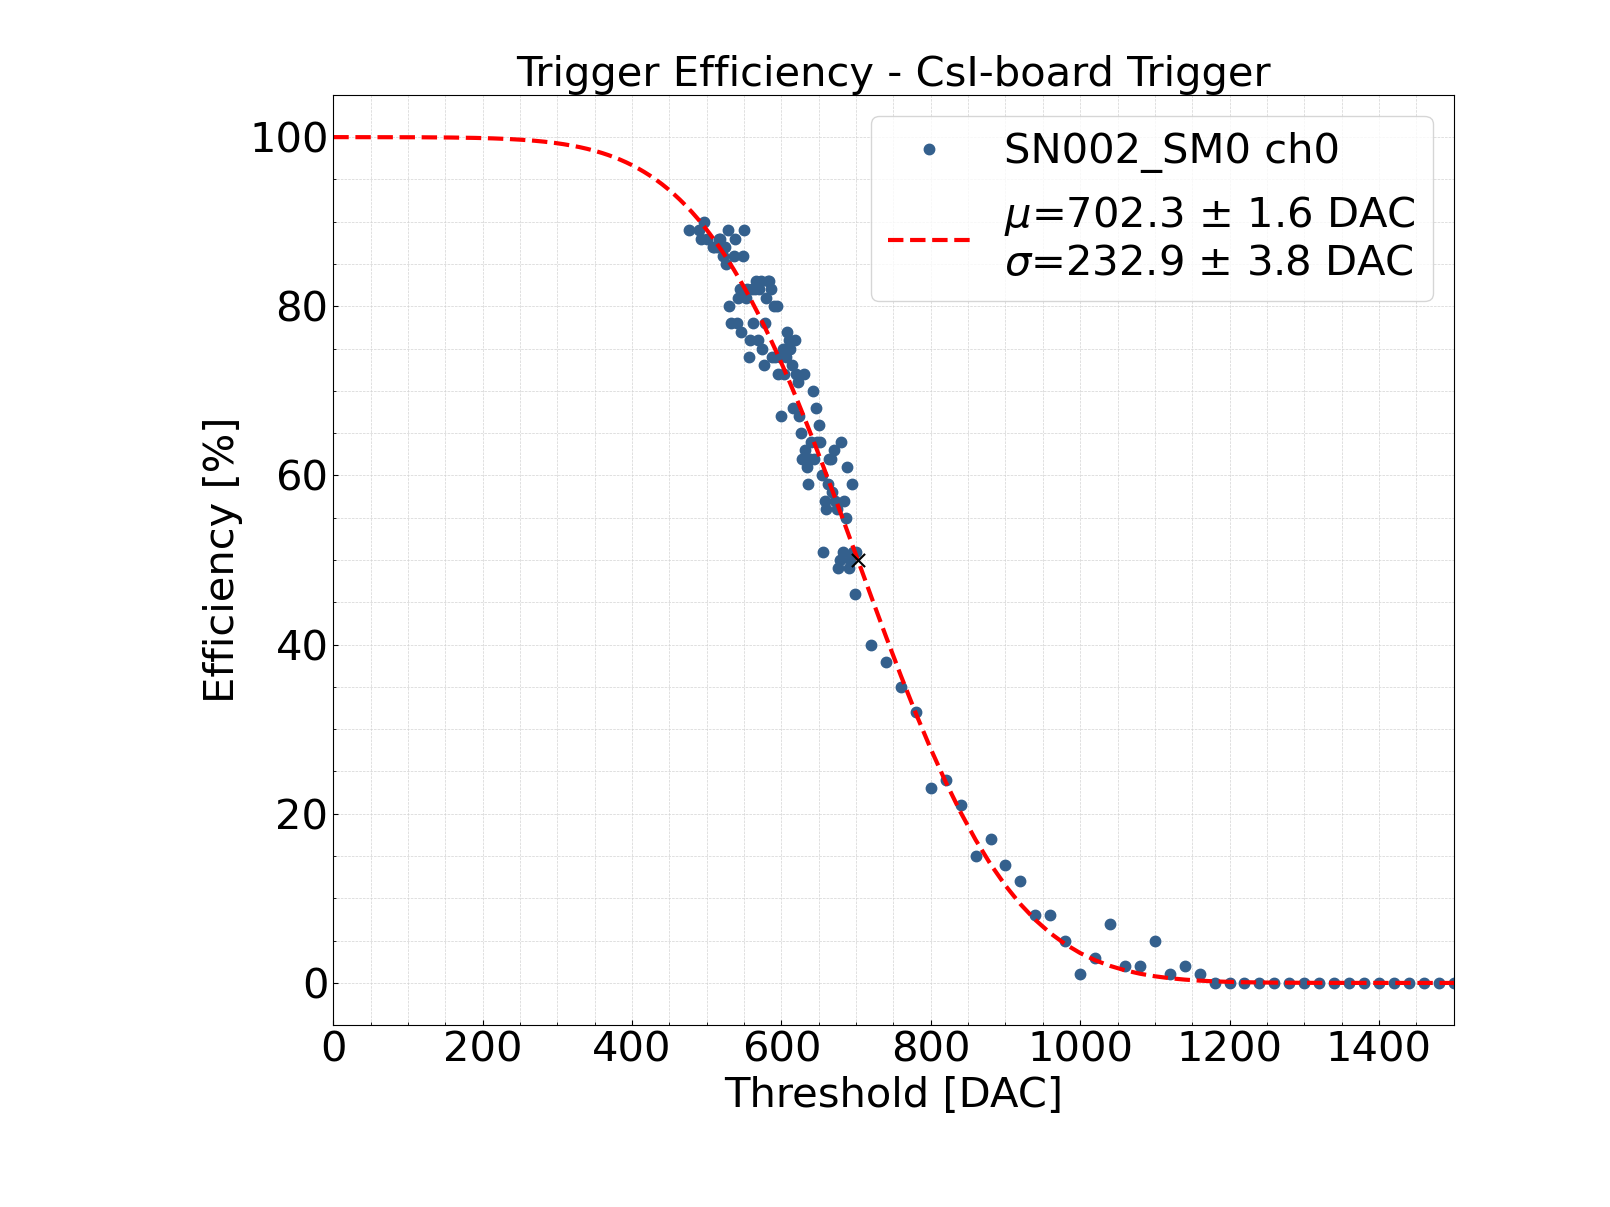 Trigger Efficiency - CsI-board Trigger
SN002_SM0 ch0
μ=702.3 ± 1.6 DAC
σ=232.9 ± 3.8 DAC
Efficiency [%]
100
80
60
40
20
0
0 200 400 600 800 1000 1200 1400
Threshold [DAC]